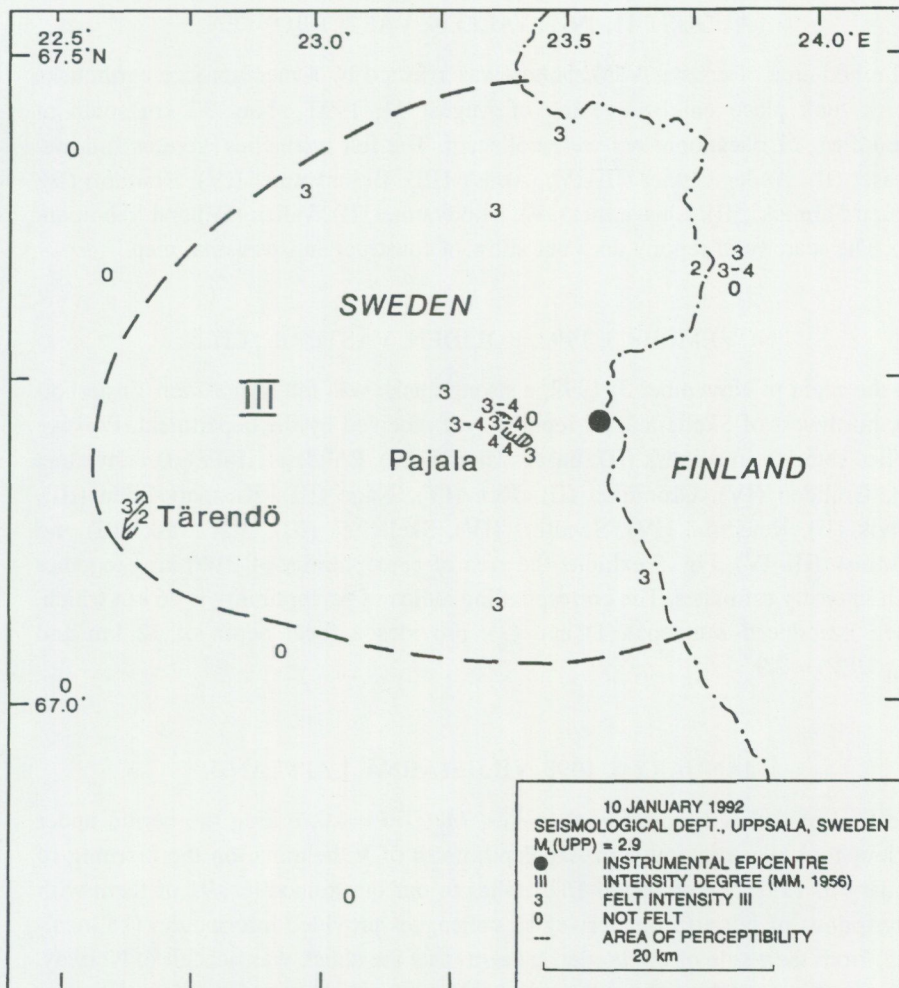 22.5° 23.0° 23.5° 24.0° E
67.5° N
3
0
3
3
3
2 3-4
0
0
SWEDEN
III
3
3-4
0
3-4 3-4
4 4 3
Pajala
FINLAND
3
2
Tärendö
3
3
0
0
67.0°
0
10 JANUARY 1992
SEISMOLOGICAL DEPT., UPPSALA, SWEDEN
M_L(UPP) = 2.9
● INSTRUMENTAL EPICENTRE
III INTENSITY DEGREE (MM, 1956)
3 FELT INTENSITY III
0 NOT FELT
--- AREA OF PERCEPTIBILITY
20 km